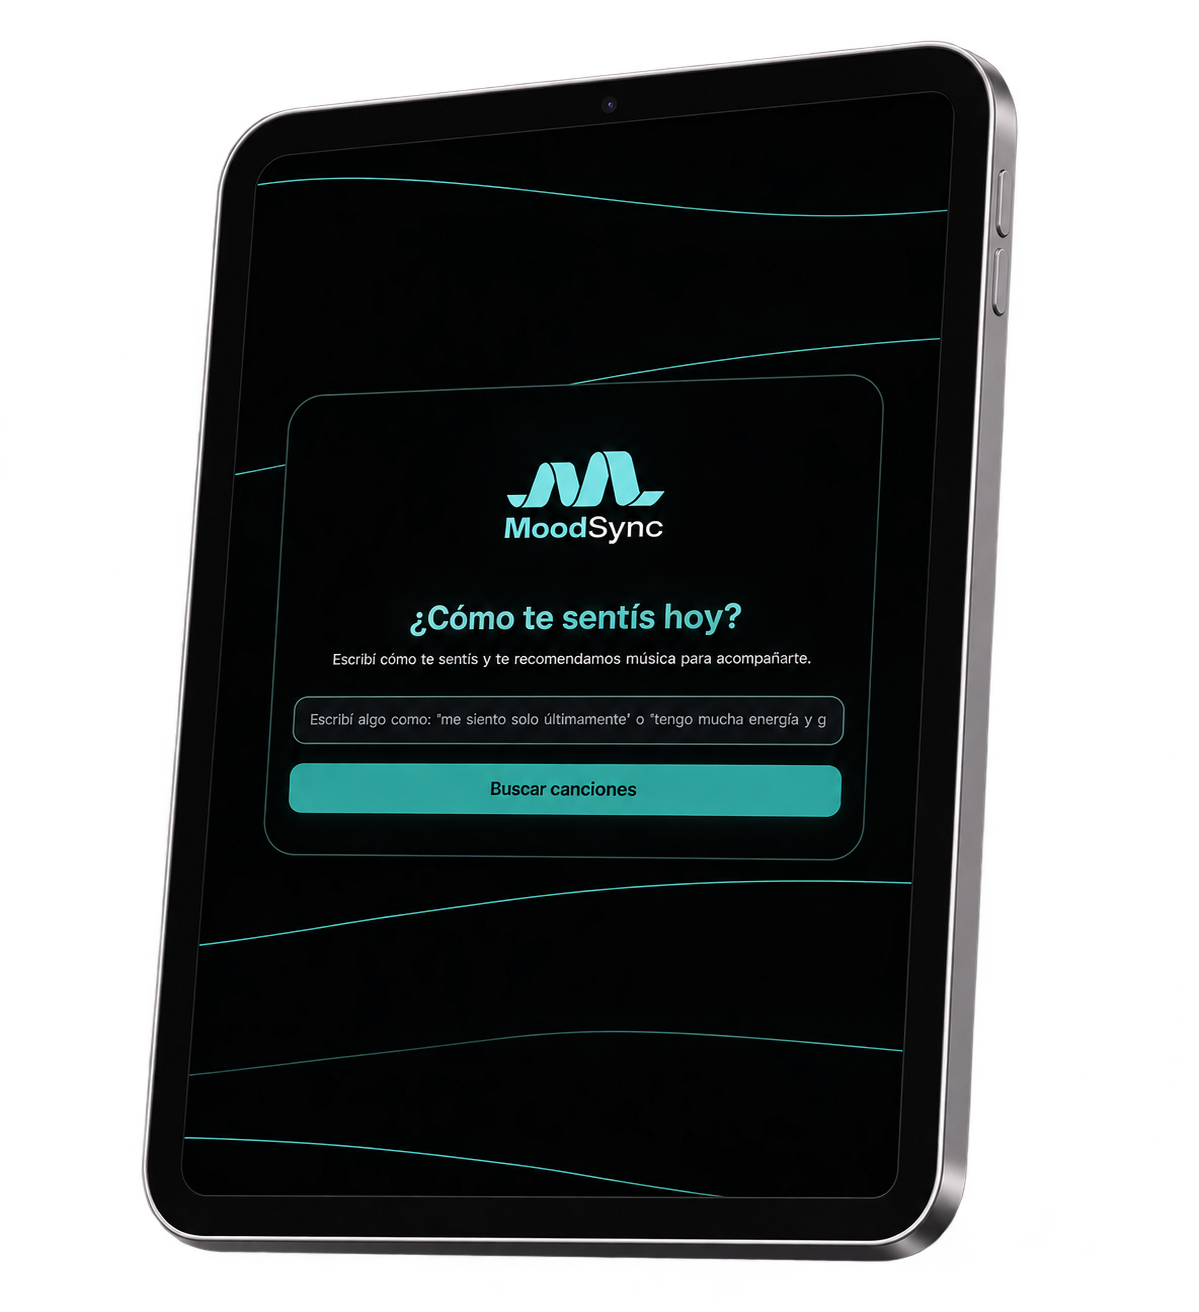 MoodSync
¿Cómo te sentís hoy?
Escribí cómo te sentís y te recomendamos música para acompañarte.
Escribí algo como: "me siento solo últimamente' o "tengo mucha energía y g
Buscar canciones